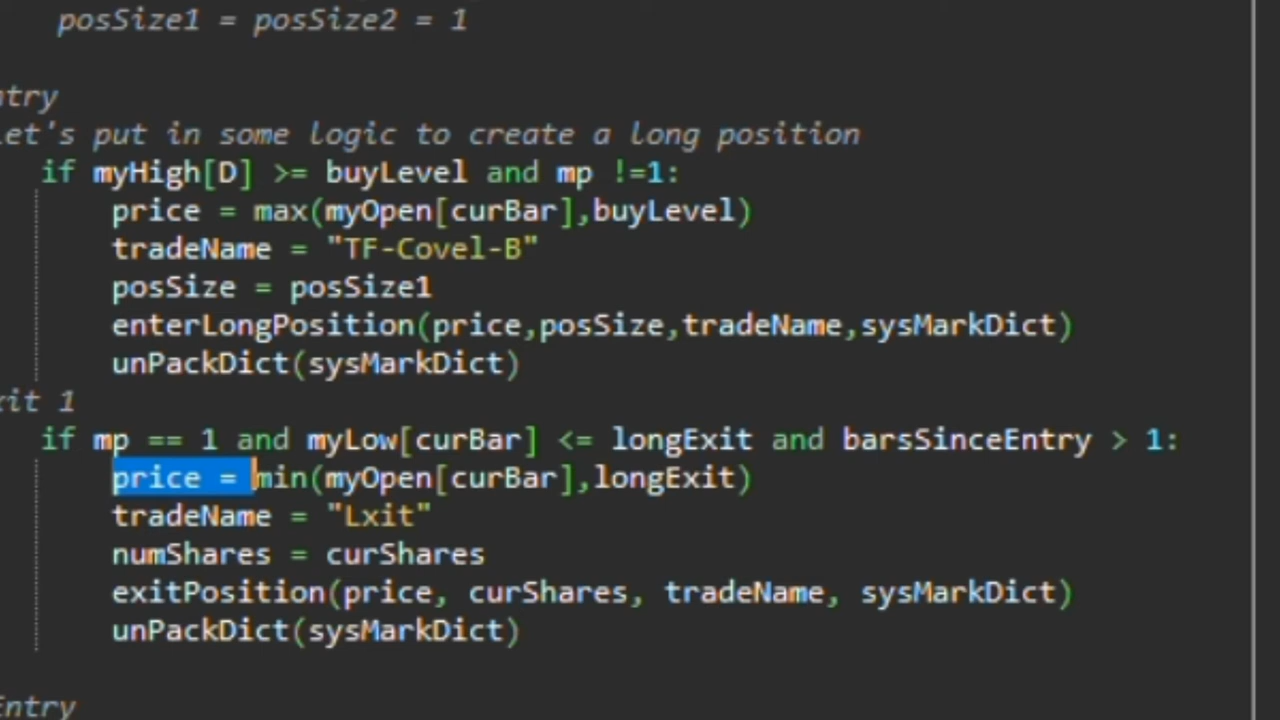 posSize1 = posSize2 = 1
ntry
Let's put in some logic to create a long position
if myHigh[D] >= buyLevel and mp !=1:
price = max(myOpen[curBar],buyLevel)
tradeName = "TF-Covel-B"
posSize = posSize1
enterLongPosition(price,posSize,tradeName,sysMarkDict)
unPackDict(sysMarkDict)
xit 1
if mp == 1 and myLow[curBar] <= longExit and barsSinceEntry > 1:
price = min(myOpen[curBar],longExit)
tradeName = "Lxit"
numShares = curShares
exitPosition(price, curShares, tradeName, sysMarkDict)
unPackDict(sysMarkDict)
Entry